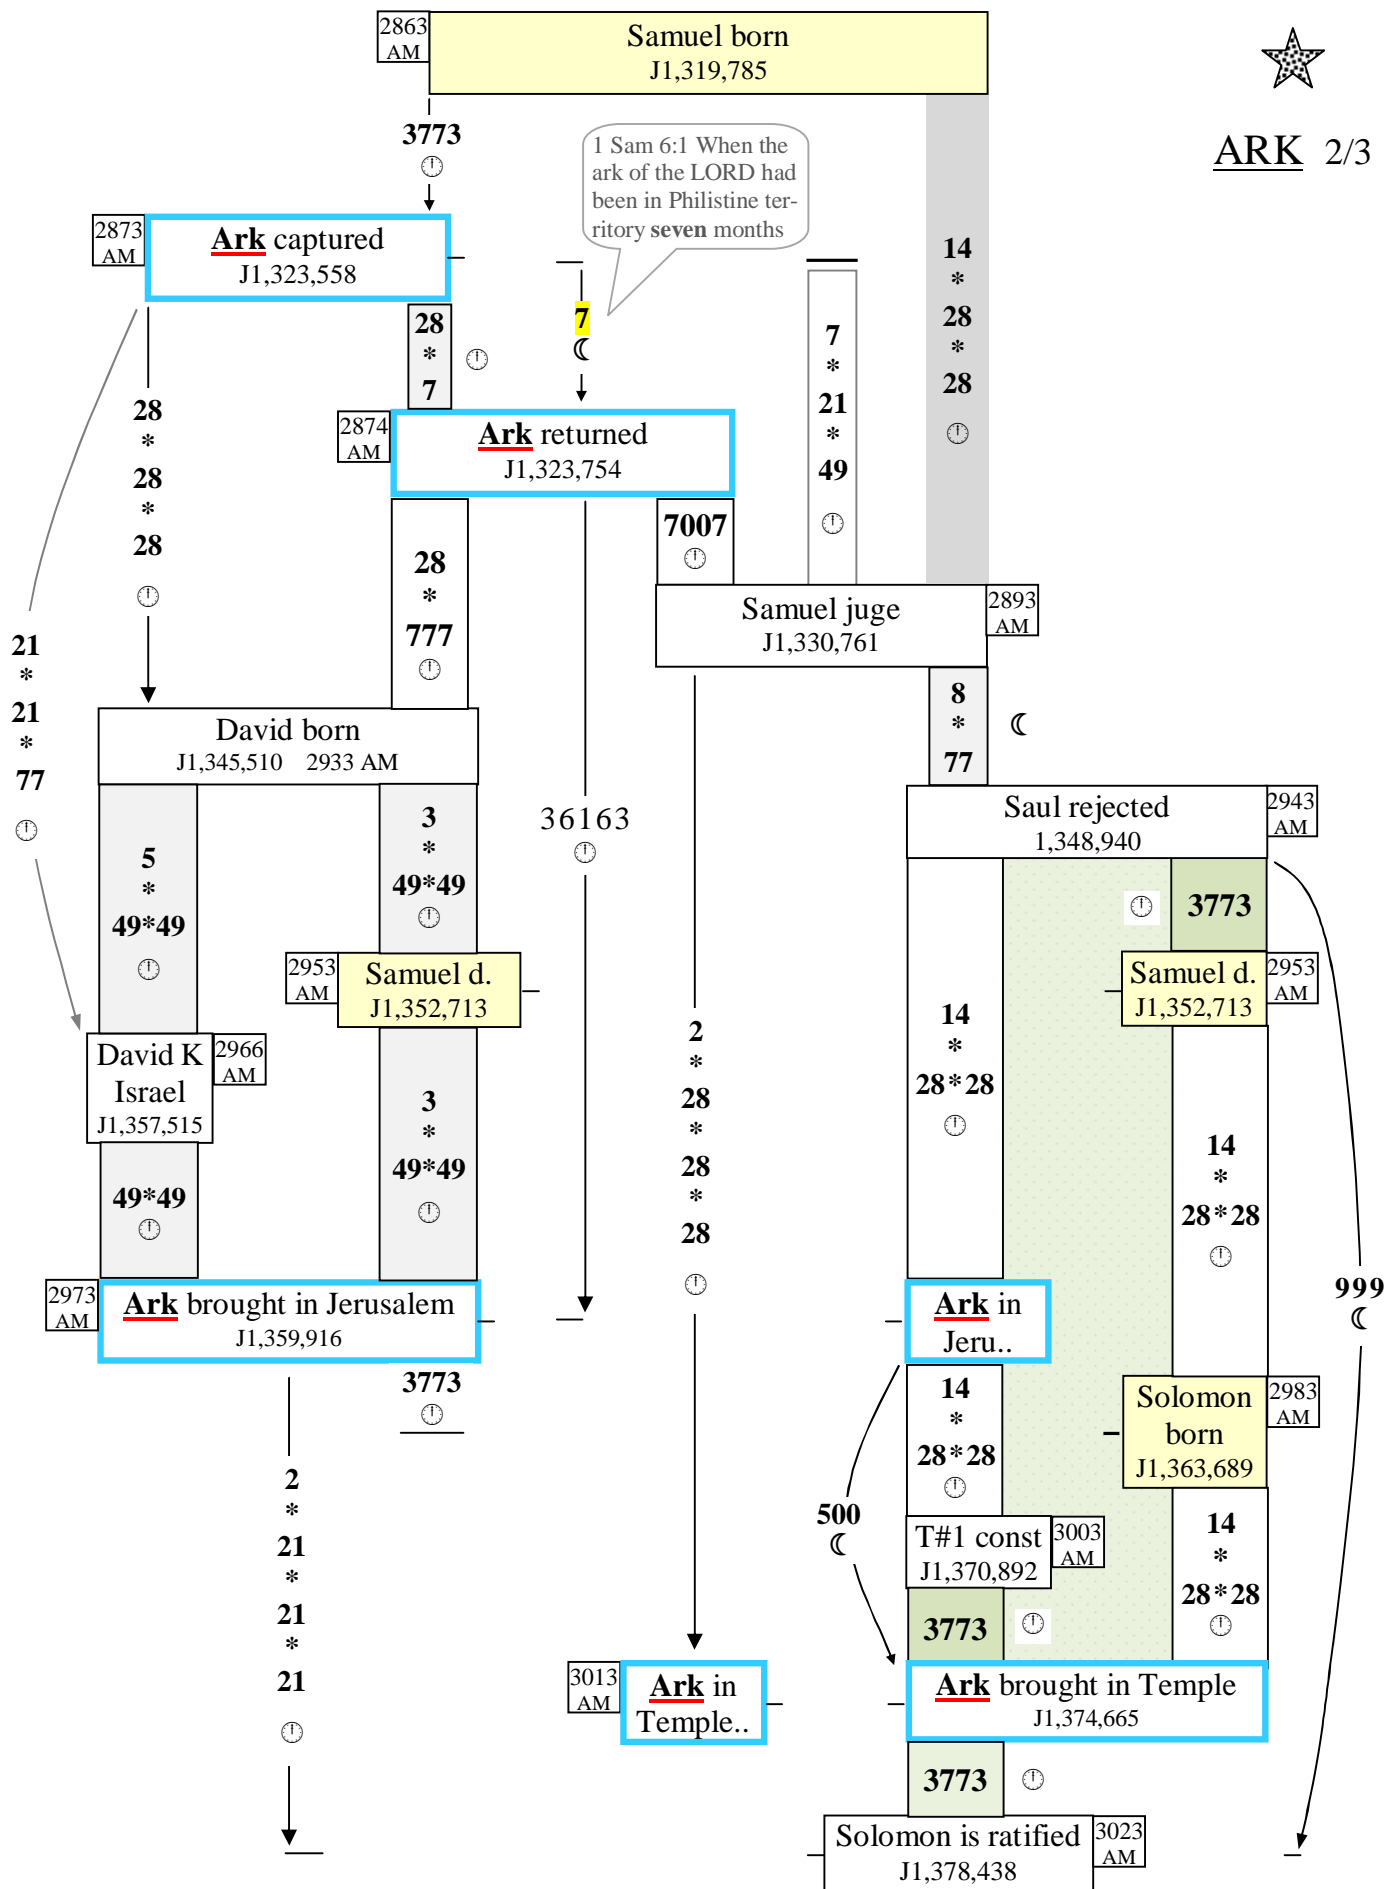 2863
AM
Samuel born
J1,319,785
ARK 2/3
3773
1 Sam 6:1 When the
ark of the LORD had
been in Philistine ter-
ritory seven months
2873
AM
Ark captured
J1,323,558
14
*
28
*
28
28
*
7
7
7
*
21
*
49
28
*
28
*
28
2874
AM
Ark returned
J1,323,754
28
*
777
7007
Samuel juge
J1,330,761
2893
AM
21
*
21
*
77
8
*
77
David born
J1,345,510 2933 AM
36163
Saul rejected
1,348,940
2943
AM
5
*
49*49
3
*
49*49
3773
2953
AM
Samuel d.
J1,352,713
Samuel d.
J1,352,713
2953
AM
14
*
28*28
2
*
28
*
28
*
28
David K
Israel
J1,357,515
2966
AM
3
*
49*49
14
*
28*28
49*49
999
2973
AM
Ark brought in Jerusalem
J1,359,916
Ark in
Jeru..
3773
14
*
28*28
Solomon
born
J1,363,689
2983
AM
2
*
21
*
21
*
21
500
T#1 const
J1,370,892
3003
AM
14
*
28*28
3773
3013
AM
Ark in
Temple..
Ark brought in Temple
J1,374,665
3773
Solomon is ratified
J1,378,438
3023
AM